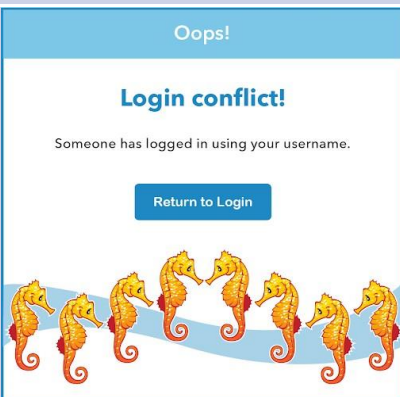 Oops!
Login conflict!
Someone has logged in using your username.
Return to Login